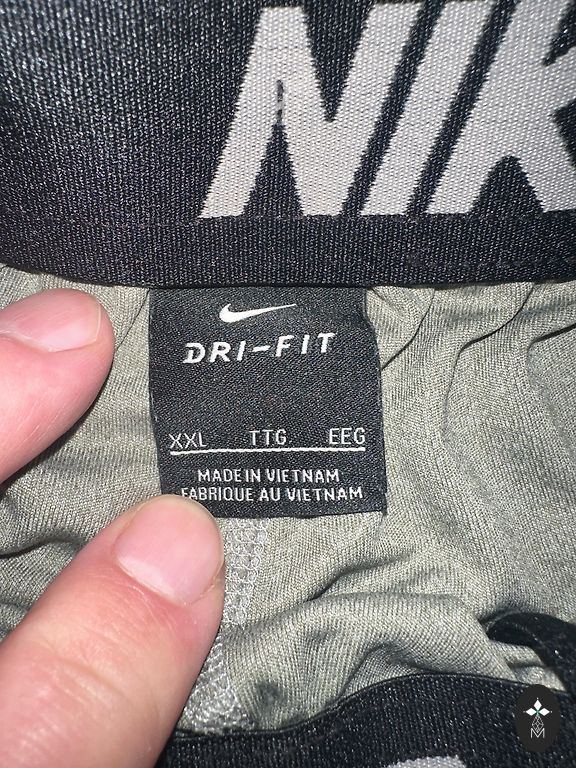 NIK
DRI-FIT
XXL TTG EEG
MADE IN VIETNAM
FABRIQUE AU VIETNAM
M